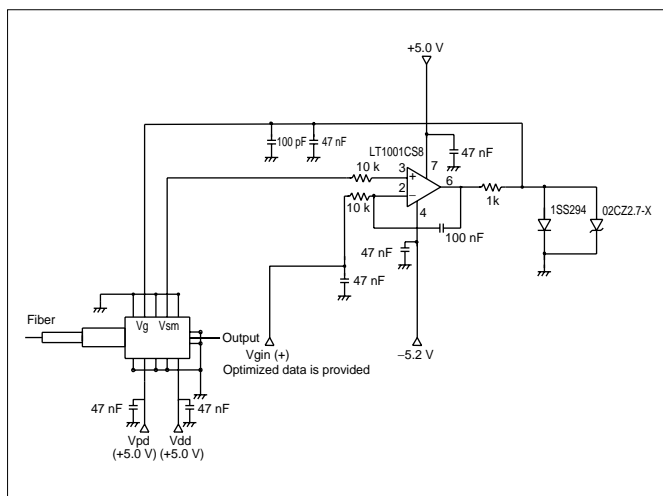 +5.0 V
100 pF
47 nF
LT1001CS8
47 nF
10 k
3
+
7
6
2
−
10 k
4
1k
1SS294
02CZ2.7-X
100 nF
47 nF
47 nF
Fiber
Vg
Vsm
Output
Vgin (+)
−5.2 V
Optimized data is provided
47 nF
47 nF
Vpd
Vdd
(+5.0 V)
(+5.0 V)